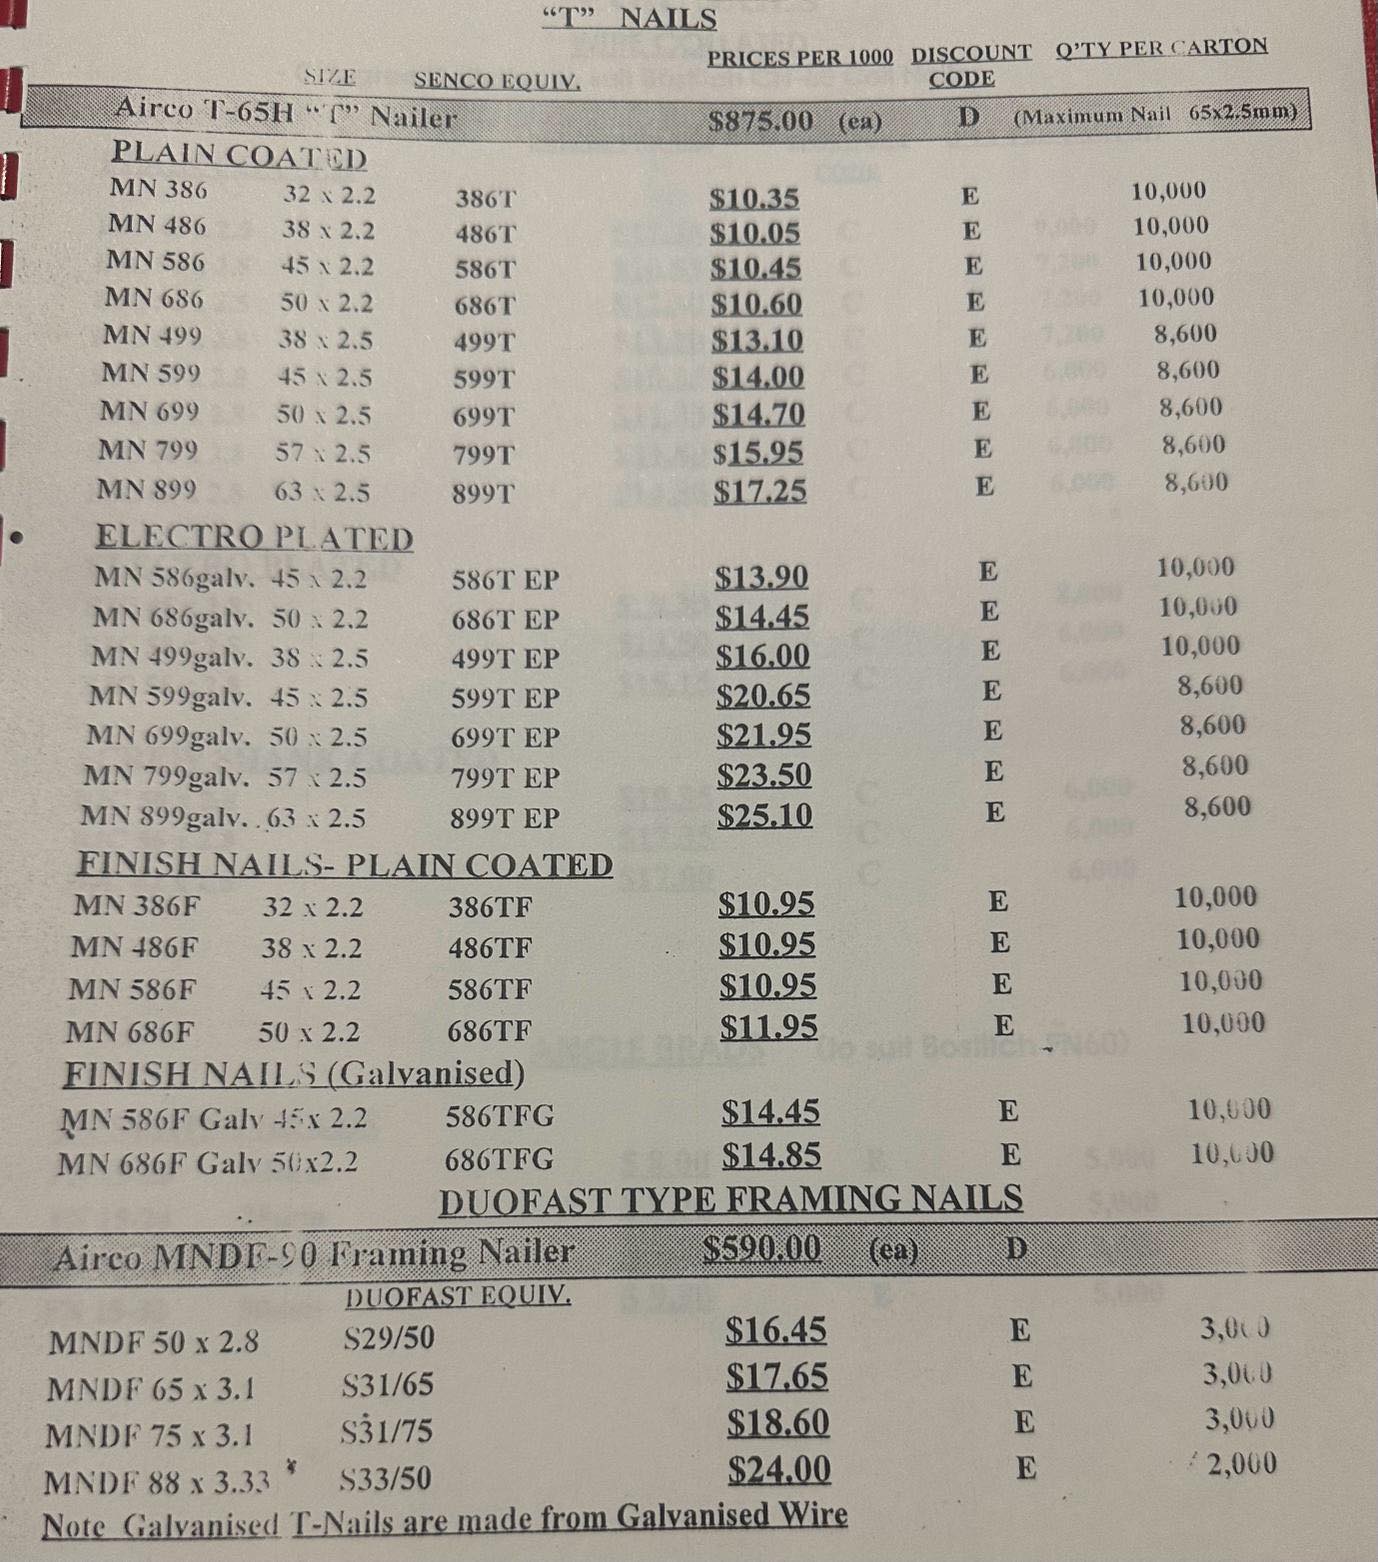 “T” NAILS
SIZE SENCO EQUIV. PRICES PER 1000 DISCOUNT CODE Q’TY PER CARTON
Airco T-65H “T” Nailer $875.00 (ea) D (Maximum Nail 65x2.5mm)
PLAIN COATED
MN 386 32 x 2.2 386T $10.35 E 10,000
MN 486 38 x 2.2 486T $10.05 E 10,000
MN 586 45 x 2.2 586T $10.45 E 10,000
MN 686 50 x 2.2 686T $10.60 E 10,000
MN 499 38 x 2.5 499T $13.10 E 8,600
MN 599 45 x 2.5 599T $14.00 E 8,600
MN 699 50 x 2.5 699T $14.70 E 8,600
MN 799 57 x 2.5 799T $15.95 E 8,600
MN 899 63 x 2.5 899T $17.25 E 8,600
ELECTRO PLATED
MN 586galv. 45 x 2.2 586T EP $13.90 E 10,000
MN 686galv. 50 x 2.2 686T EP $14.45 E 10,000
MN 499galv. 38 x 2.5 499T EP $16.00 E 10,000
MN 599galv. 45 x 2.5 599T EP $20.65 E 8,600
MN 699galv. 50 x 2.5 699T EP $21.95 E 8,600
MN 799galv. 57 x 2.5 799T EP $23.50 E 8,600
MN 899galv. 63 x 2.5 899T EP $25.10 E 8,600
FINISH NAILS- PLAIN COATED
MN 386F 32 x 2.2 386TF $10.95 E 10,000
MN 486F 38 x 2.2 486TF $10.95 E 10,000
MN 586F 45 x 2.2 586TF $10.95 E 10,000
MN 686F 50 x 2.2 686TF $11.95 E 10,000
FINISH NAILS (Galvanised)
MN 586F Galv 45x 2.2 586TFG $14.45 E 10,000
MN 686F Galv 50x2.2 686TFG $14.85 E 10,000
DUOFAST TYPE FRAMING NAILS
Airco MNDF-90 Framing Nailer $590.00 (ea) D
DUOFAST EQUIV.
MNDF 50 x 2.8 S29/50 $16.45 E 3,000
MNDF 65 x 3.1 S31/65 $17.65 E 3,000
MNDF 75 x 3.1 S31/75 $18.60 E 3,000
MNDF 88 x 3.33 * S33/50 $24.00 E 2,000
Note Galvanised T-Nails are made from Galvanised Wire